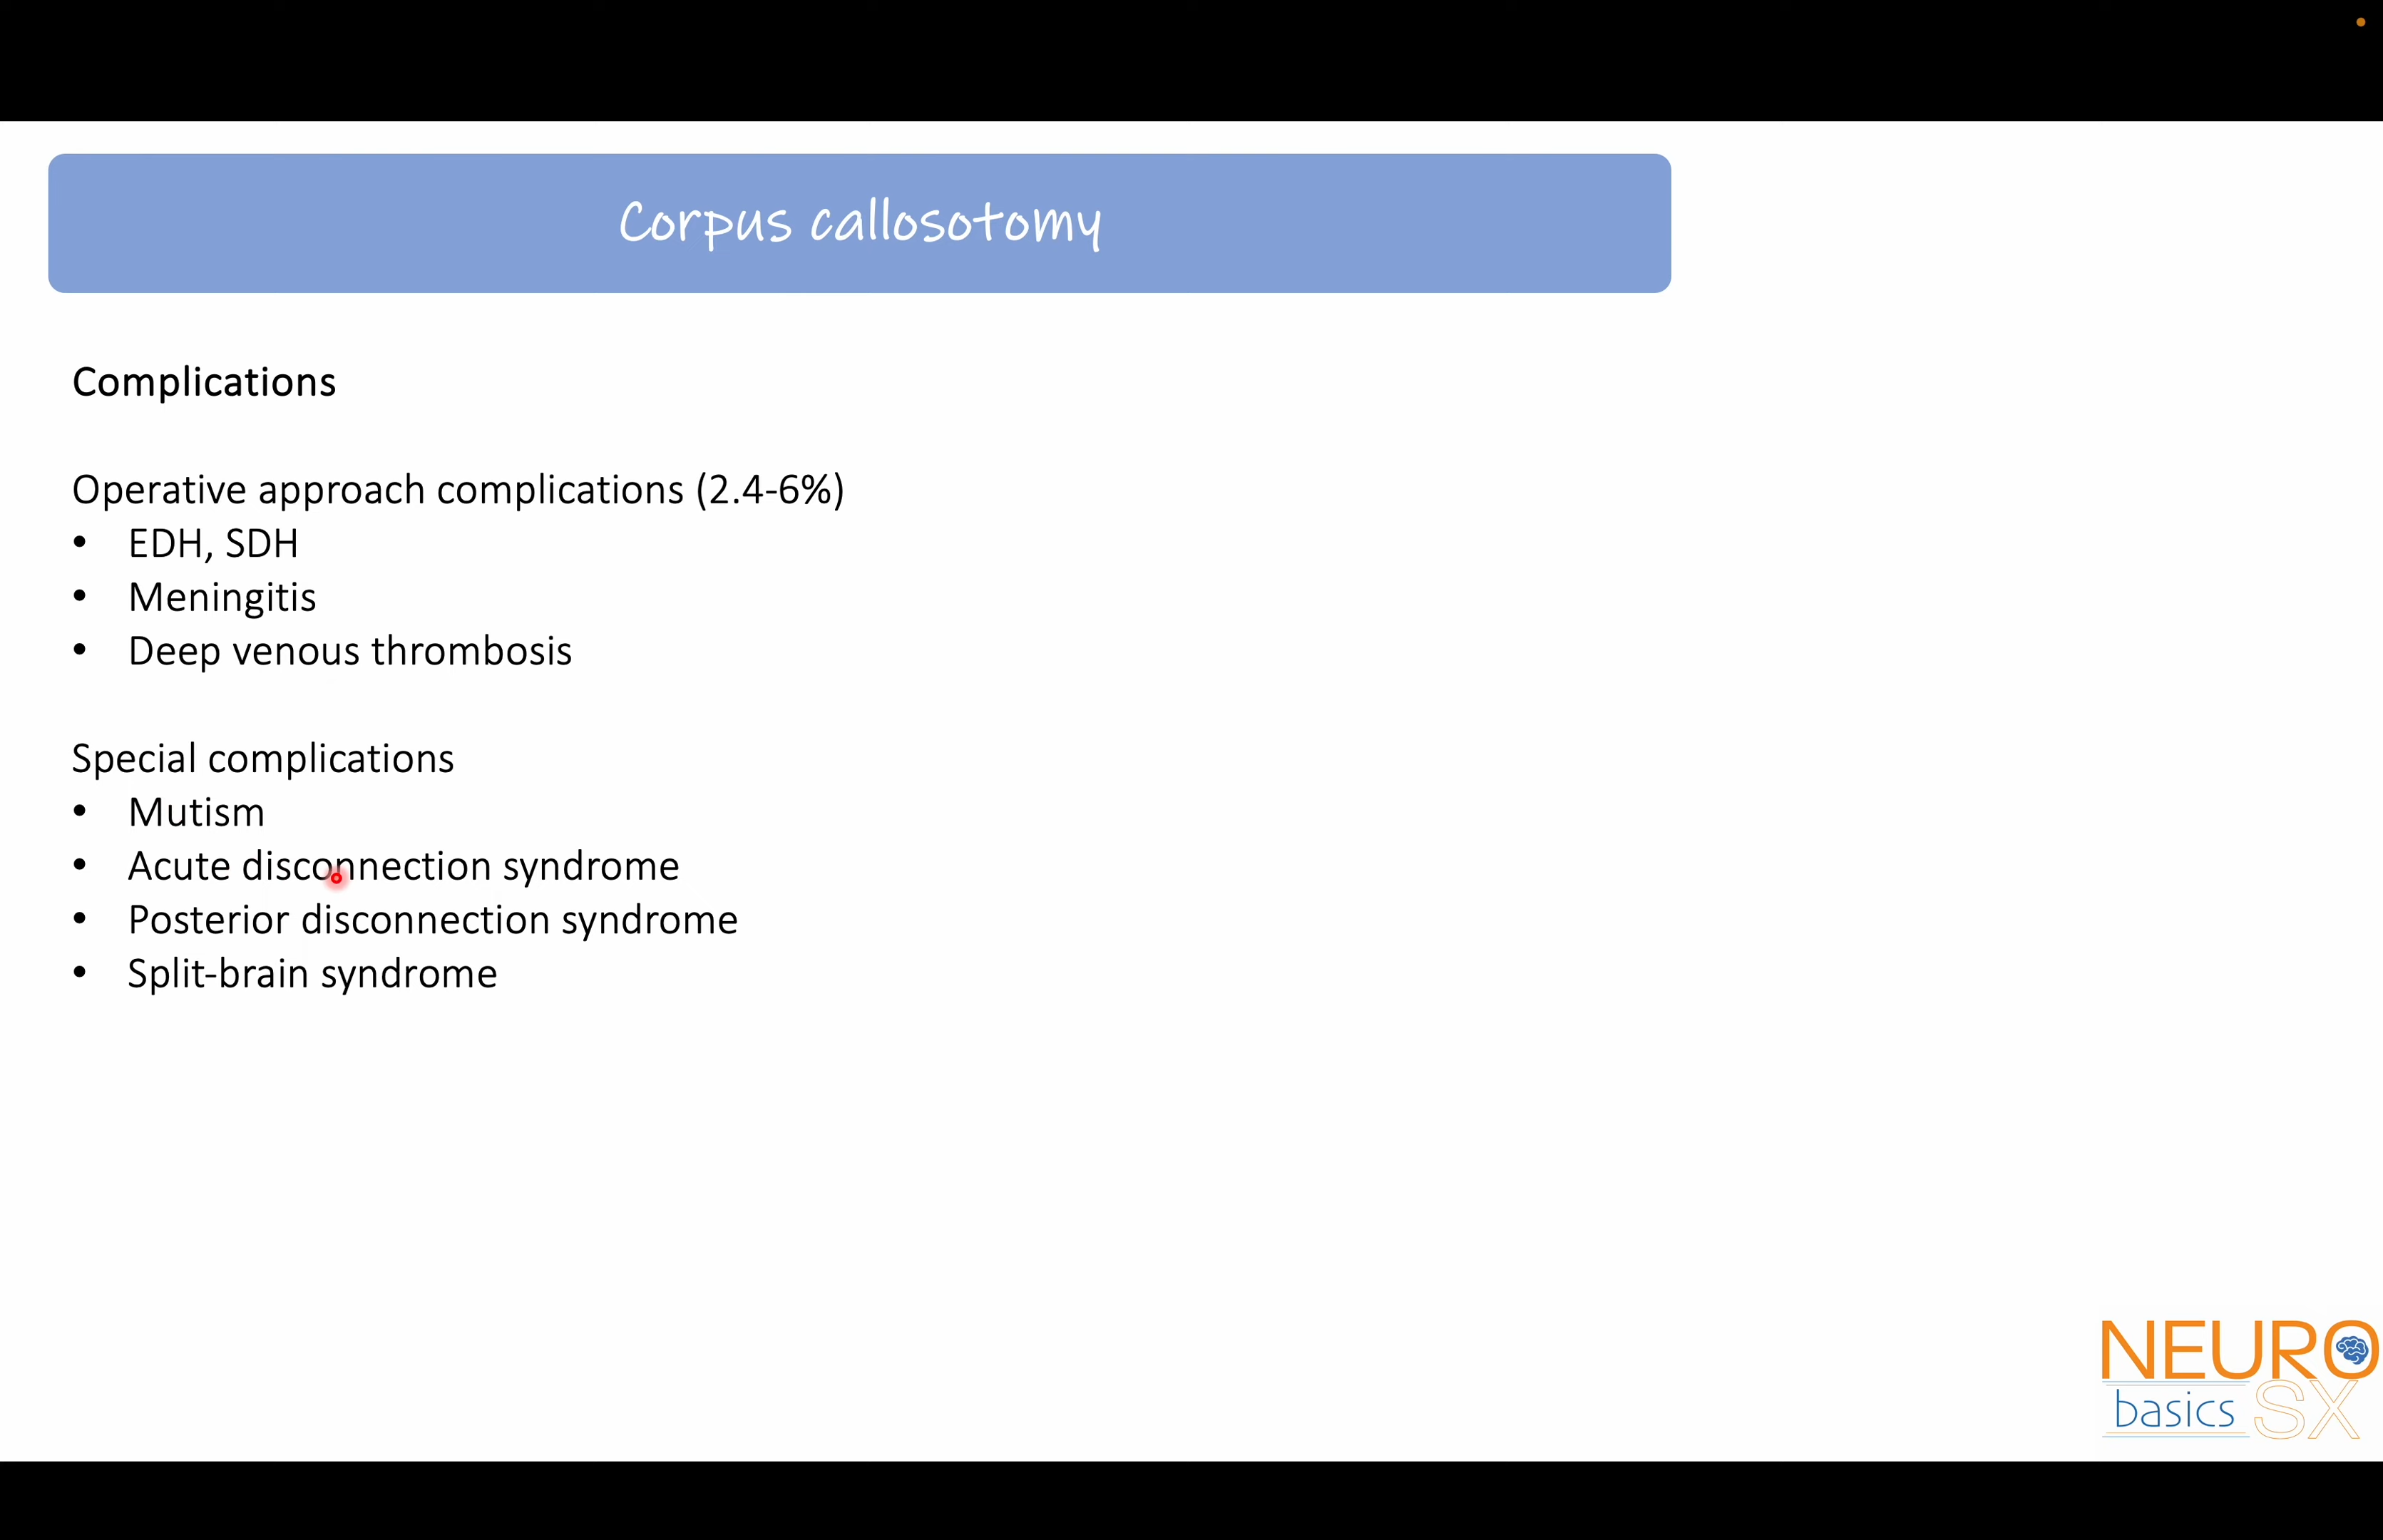 Corpus callosotomy
Complications
Operative approach complications (2.4-6%)
• EDH, SDH
• Meningitis
• Deep venous thrombosis
Special complications
• Mutism
• Acute disconnection syndrome
• Posterior disconnection syndrome
• Split-brain syndrome
NEURO
basics SX